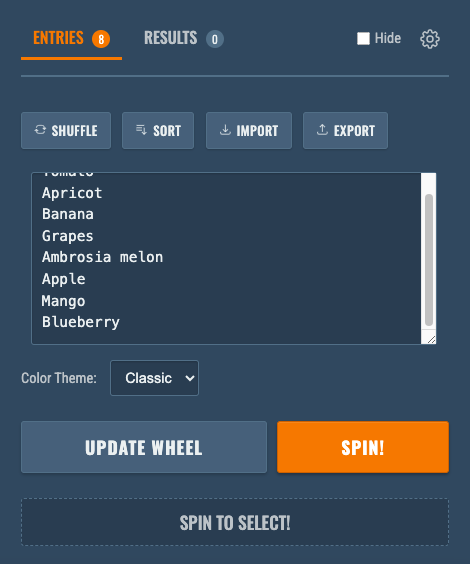 ENTRIES 8 RESULTS 0 Hide
SHUFFLE SORT IMPORT EXPORT
Tomato
Apricot
Banana
Grapes
Ambrosia melon
Apple
Mango
Blueberry
Color Theme: Classic
UPDATE WHEEL SPIN!
SPIN TO SELECT!